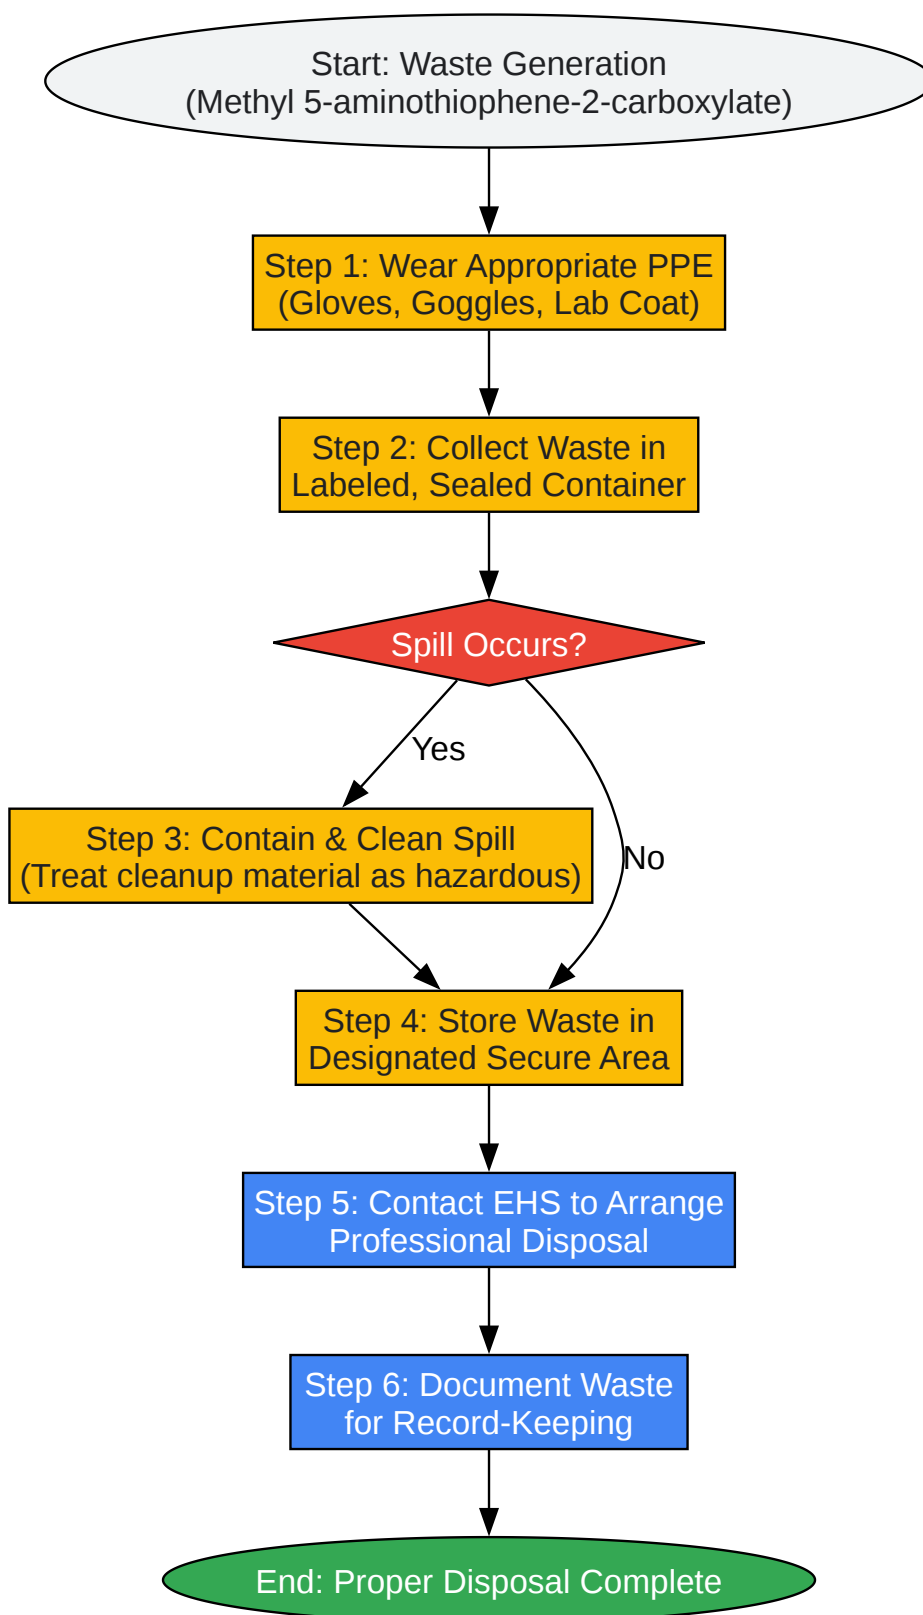 Start: Waste Generation
(Methyl 5-aminothiophene-2-carboxylate)
Step 1: Wear Appropriate PPE
(Gloves, Goggles, Lab Coat)
Step 2: Collect Waste in
Labeled, Sealed Container
Spill Occurs?
Yes
Step 3: Contain & Clean Spill
(Treat cleanup material as hazardous)
No
Step 4: Store Waste in
Designated Secure Area
Step 5: Contact EHS to Arrange
Professional Disposal
Step 6: Document Waste
for Record-Keeping
End: Proper Disposal Complete